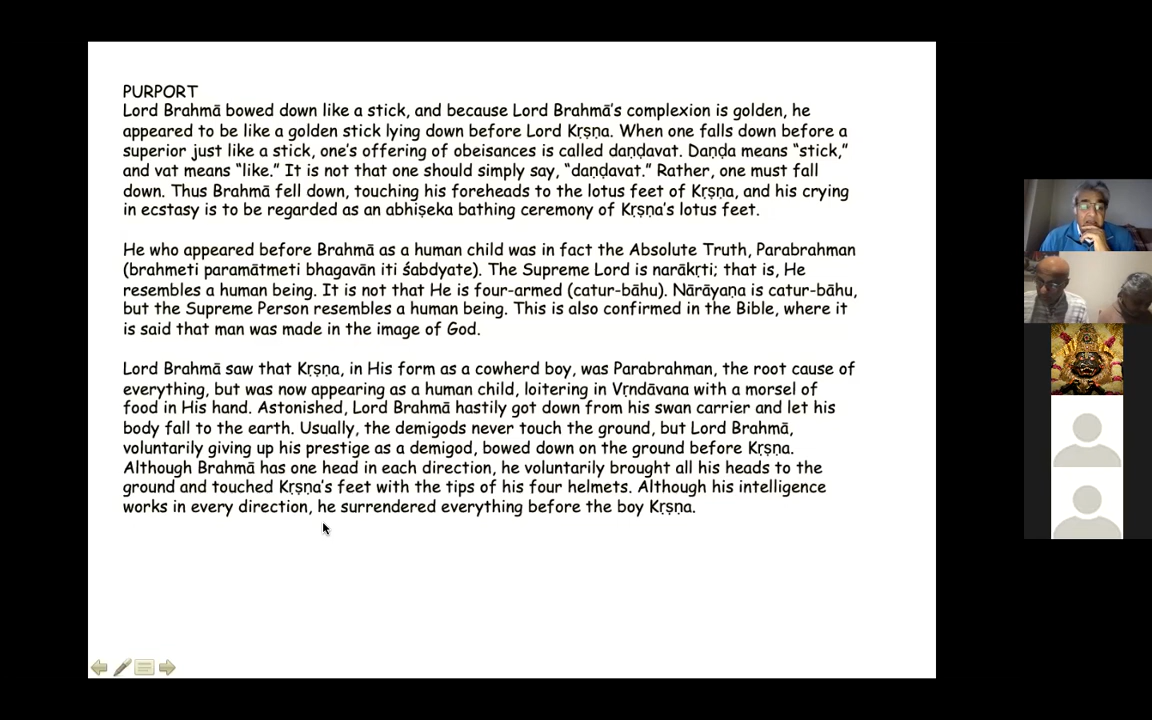 PURPORT
Lord Brahmā bowed down like a stick, and because Lord Brahmā’s complexion is golden, he
appeared to be like a golden stick lying down before Lord Kṛṣṇa. When one falls down before a
superior just like a stick, one’s offering of obeisances is called daṇḍavat. Daṇḍa means “stick,”
and vat means “like.” It is not that one should simply say, “daṇḍavat.” Rather, one must fall
down. Thus Brahmā fell down, touching his foreheads to the lotus feet of Kṛṣṇa, and his crying
in ecstasy is to be regarded as an abhiṣeka bathing ceremony of Kṛṣṇa’s lotus feet.
He who appeared before Brahmā as a human child was in fact the Absolute Truth, Parabrahman
(brahmeti paramātmeti bhagavān iti śabdyate). The Supreme Lord is narākṛti; that is, He
resembles a human being. It is not that He is four-armed (catur-bāhu). Nārāyaṇa is catur-bāhu,
but the Supreme Person resembles a human being. This is also confirmed in the Bible, where it
is said that man was made in the image of God.
Lord Brahmā saw that Kṛṣṇa, in His form as a cowherd boy, was Parabrahman, the root cause of
everything, but was now appearing as a human child, loitering in Vṛndāvana with a morsel of
food in His hand. Astonished, Lord Brahmā hastily got down from his swan carrier and let his
body fall to the earth. Usually, the demigods never touch the ground, but Lord Brahmā,
voluntarily giving up his prestige as a demigod, bowed down on the ground before Kṛṣṇa.
Although Brahmā has one head in each direction, he voluntarily brought all his heads to the
ground and touched Kṛṣṇa’s feet with the tips of his four helmets. Although his intelligence
works in every direction, he surrendered everything before the boy Kṛṣṇa.